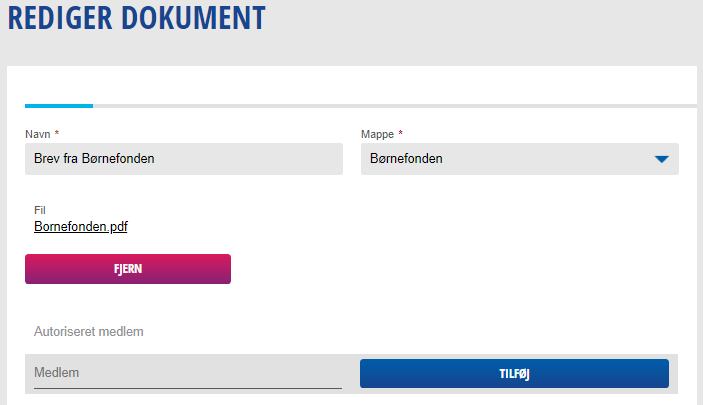 REDIGER DOKUMENT
Navn *
Mappe *
Brev fra Børnefonden
Børnefonden
Fil
Bornefonden.pdf
FJERN
Autoriseret medlem
Medlem
TILFØJ